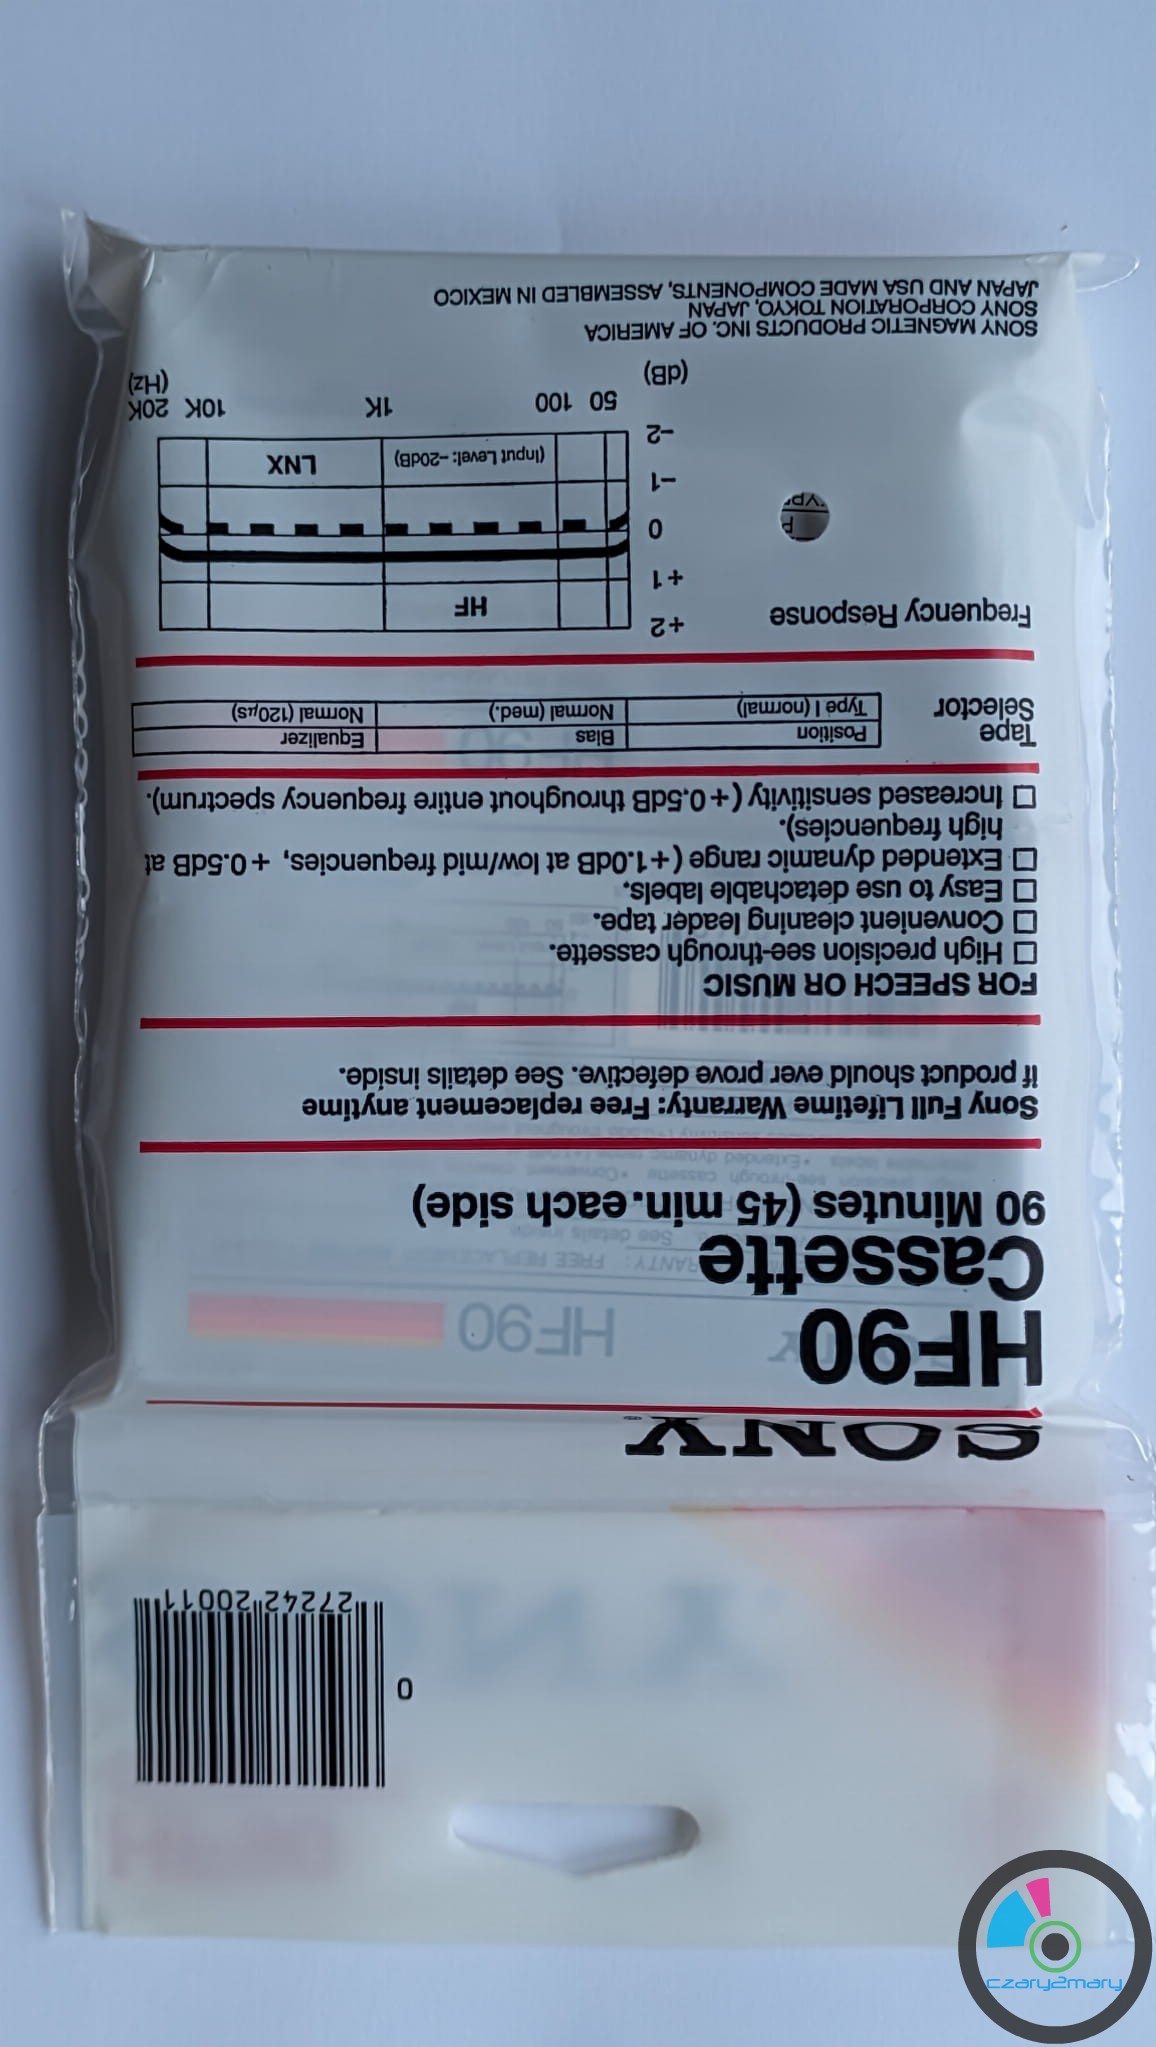 0
27242 20011
SONY®
HF90
Cassette
90 Minutes (45 min. each side)
Sony Full Lifetime Warranty: Free replacement anytime
if product should ever prove defective. See details inside.
FOR SPEECH OR MUSIC
□ High precision see-through cassette.
□ Convenient cleaning leader tape.
□ Easy to use detachable labels.
□ Extended dynamic range (+1.0dB at low/mid frequencies, +0.5dB at
high frequencies).
□ Increased sensitivity (+0.5dB throughout entire frequency spectrum).
Tape
Selector
Position Bias Equalizer
Type I (normal) Normal (med.) Normal (120μs)
Frequency Response
+2
+1
0
-1
-2
(dB)
HF
(Input Level: -20dB) LNX
50 100 1K 10K 20K
(Hz)
SONY MAGNETIC PRODUCTS INC. OF AMERICA
SONY CORPORATION TOKYO, JAPAN
JAPAN AND USA MADE COMPONENTS, ASSEMBLED IN MEXICO
HF90
czary2mary